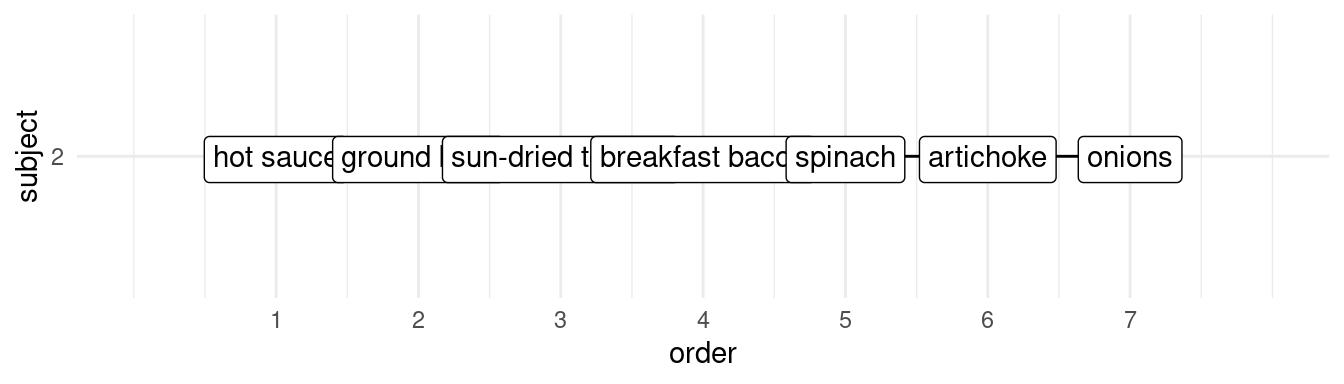 subject
2
hot sauce ground sun-dried breakfast spinach artichoke onions
1 2 3 4 5 6 7
order